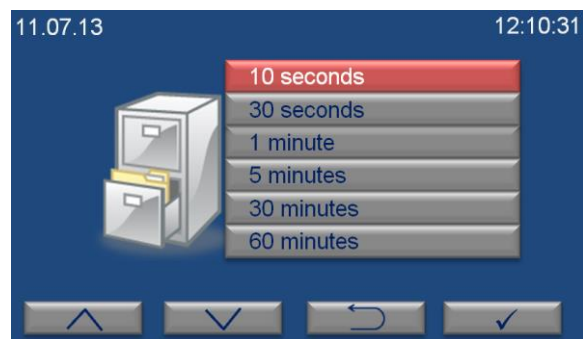 11.07.13 12:10:31
10 seconds
30 seconds
1 minute
5 minutes
30 minutes
60 minutes